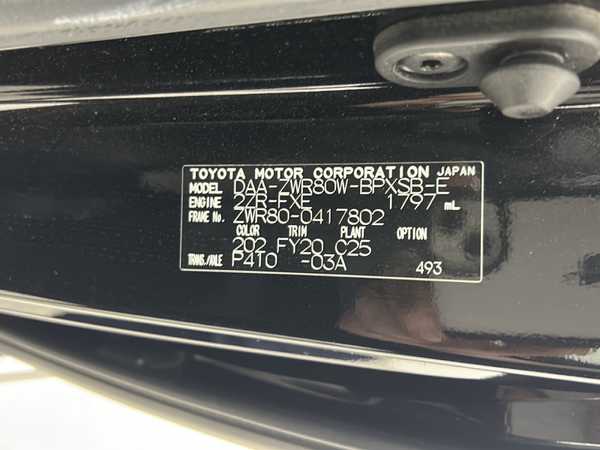 TOYOTA MOTOR CORPORATION JAPAN
MODEL DAA-ZWR80W-BPXSB-E
ENGINE 2ZR-FXE 1797 mL
FRAME No. ZWR80-0417802
COLOR TRIM PLANT OPTION
202 FY20 C25
TRANS./AXLE P410 -03A 493